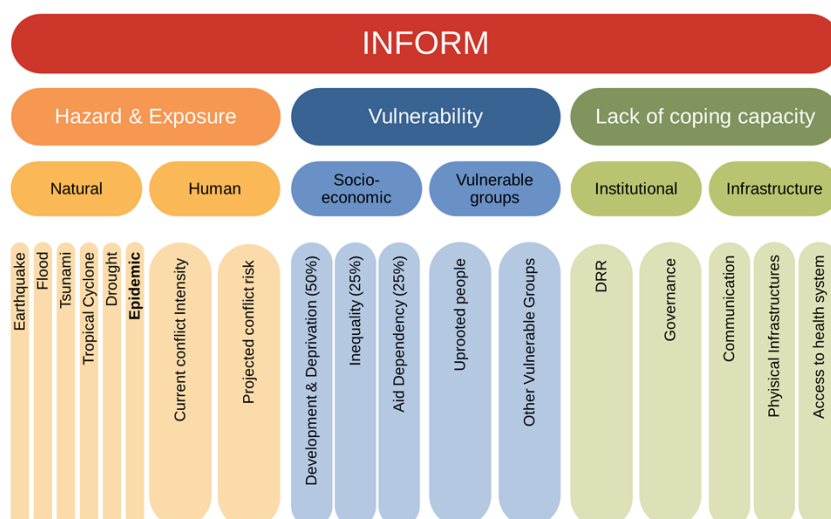 INFORM
Hazard & Exposure
Vulnerability
Lack of coping capacity
Natural
Human
Socio-
economic
Vulnerable
groups
Institutional
Infrastructure
Earthquake
Flood
Tsunami
Tropical Cyclone
Drought
Epidemic
Current conflict Intensity
Projected conflict risk
Development & Deprivation (50%)
Inequality (25%)
Aid Dependency (25%)
Uprooted people
Other Vulnerable Groups
DRR
Governance
Communication
Phyisical Infrastructures
Access to health system